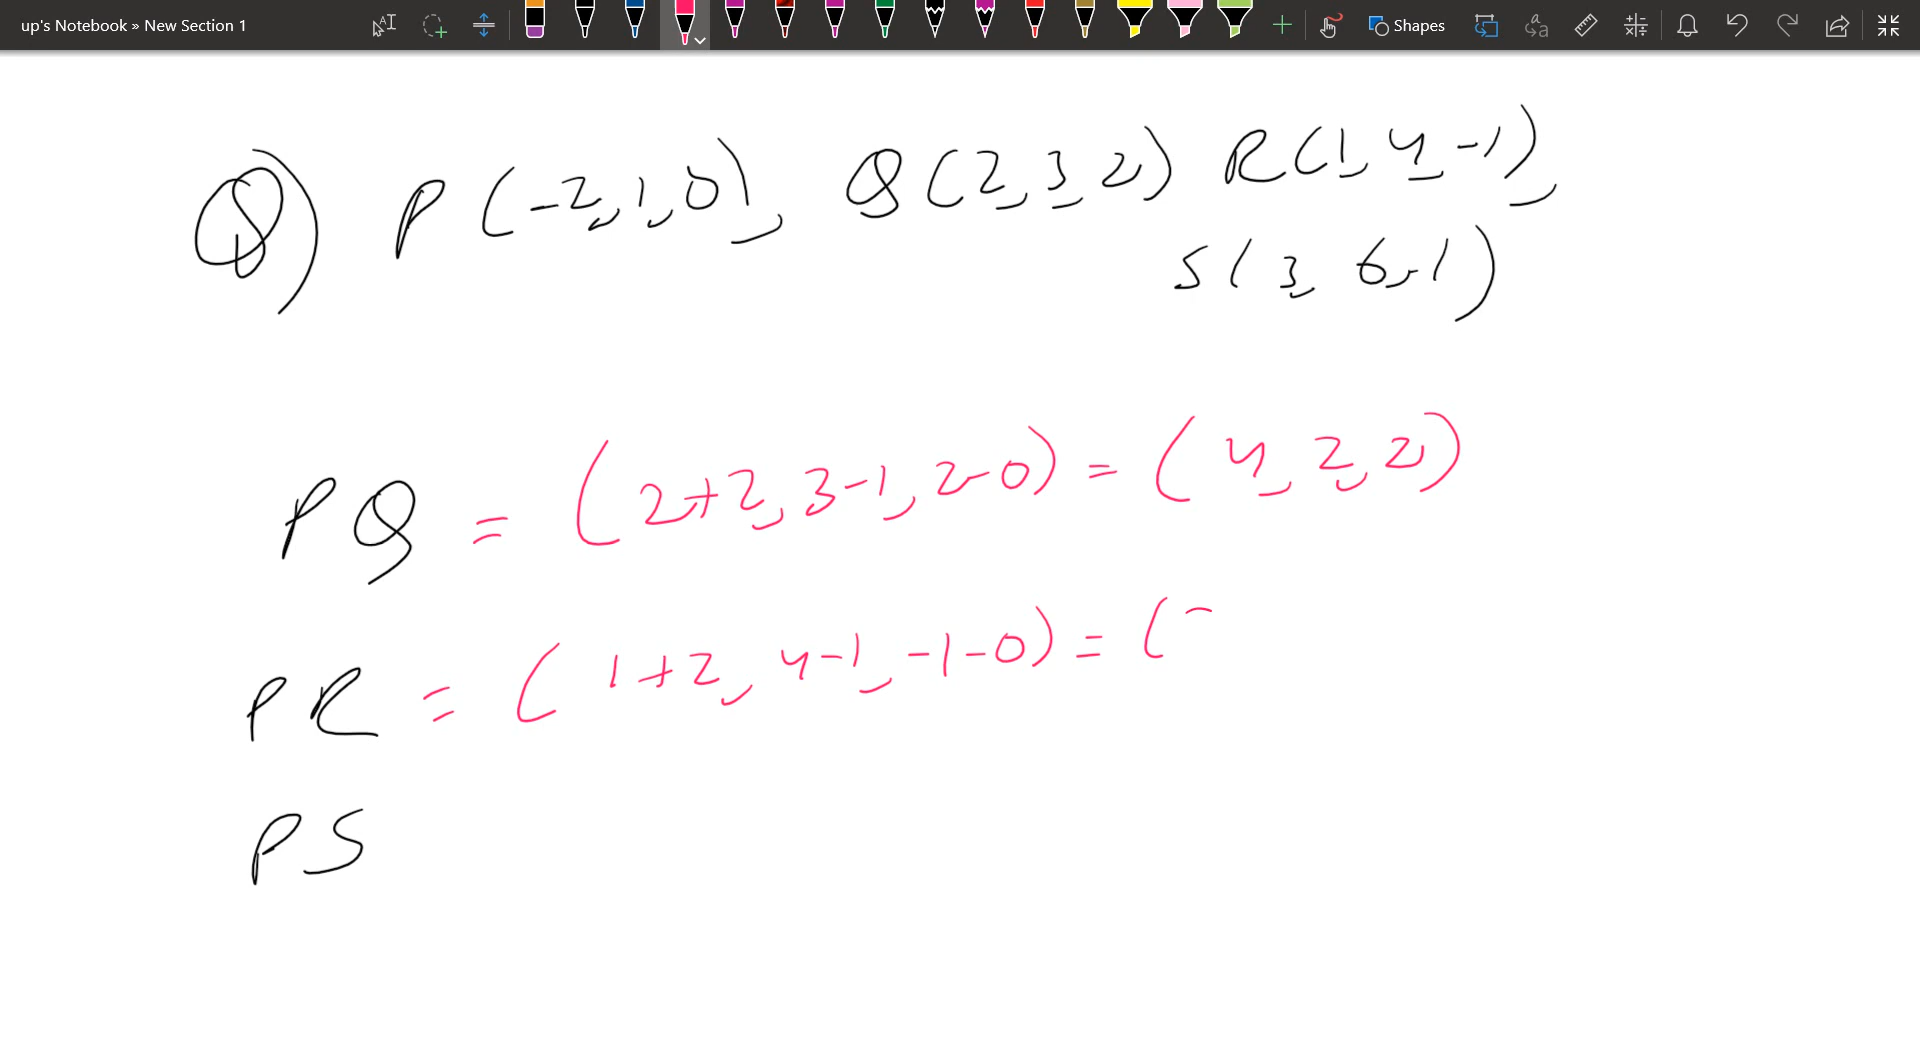 up's Notebook » New Section 1 Shapes
Q) P(-2,1,0), Q(2,3,2) R(1,4,-1),
S(3,6,1)
PQ = (2+2, 3-1, 2-0) = (4,2,2)
PR = (1+2, 4-1, -1-0) = (
PS